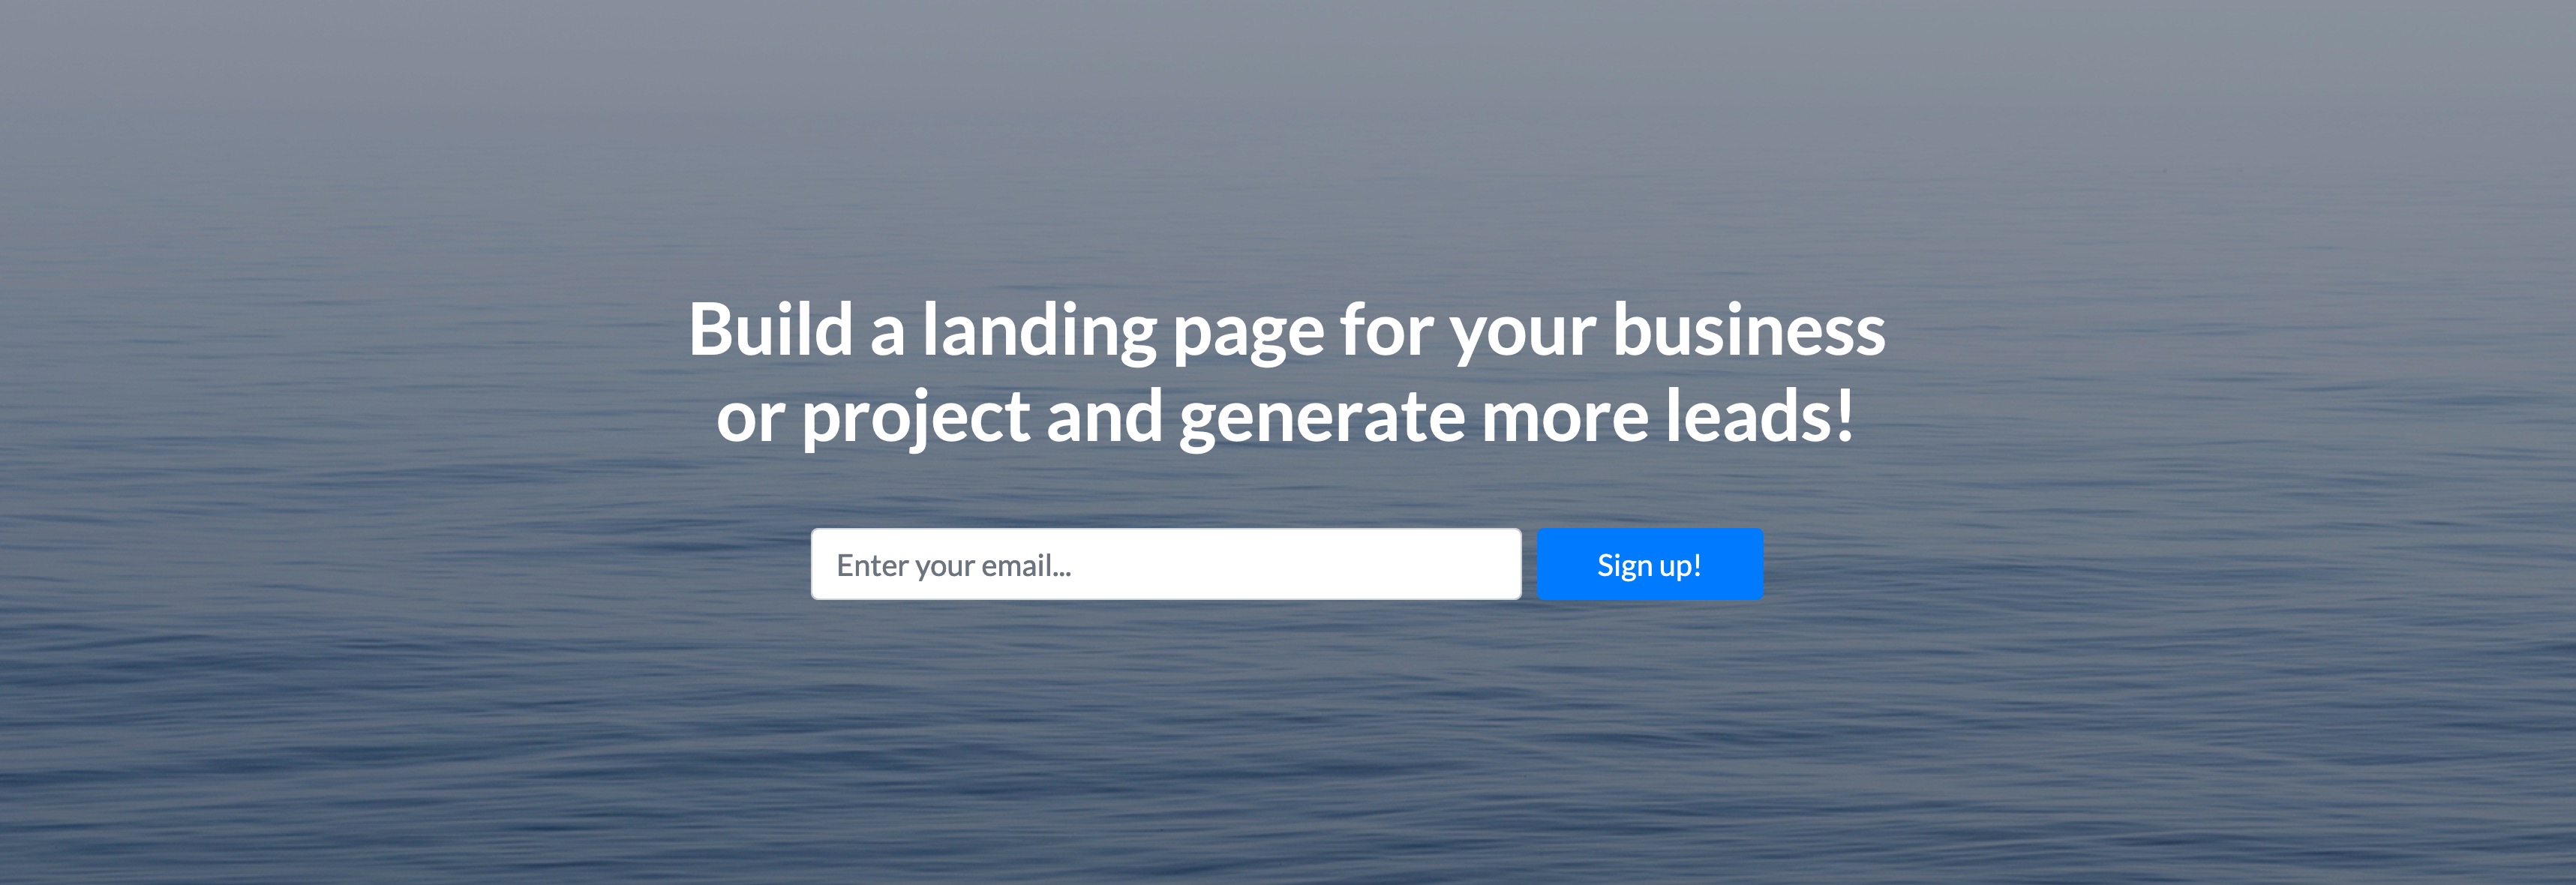 Build a landing page for your business
or project and generate more leads!
Enter your email...
Sign up!